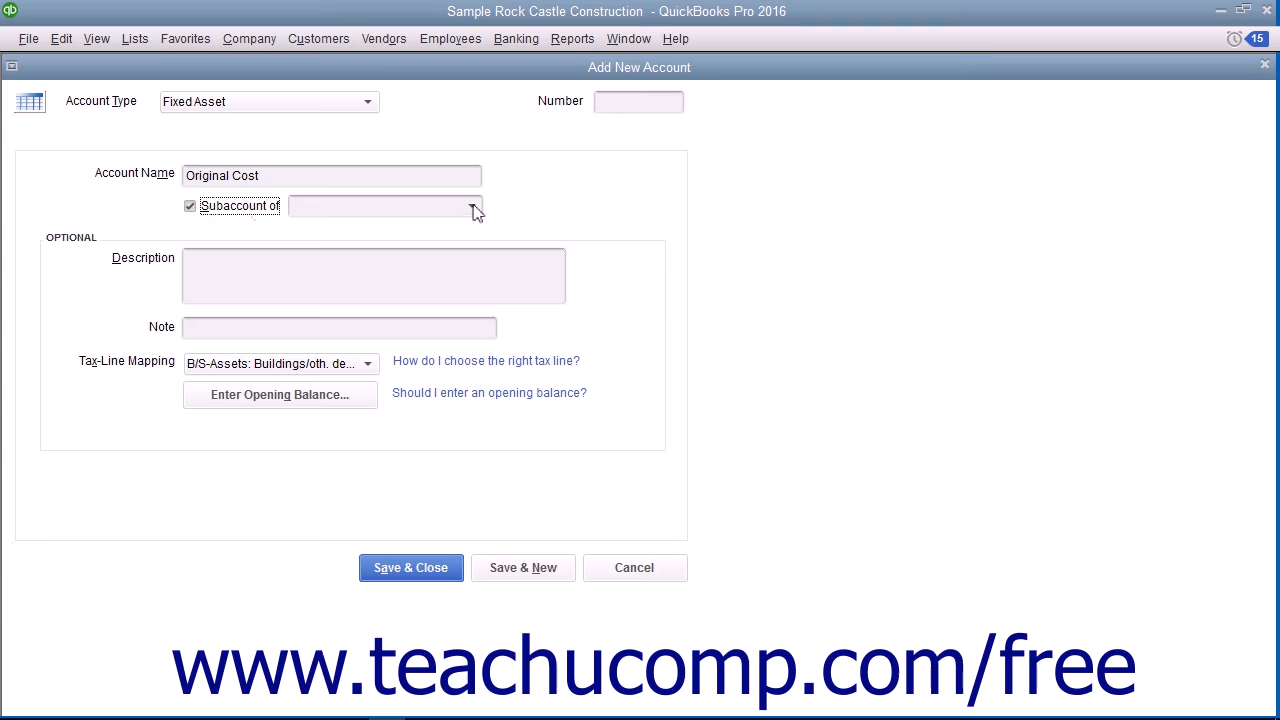 Sample Rock Castle Construction - QuickBooks Pro 2016
File Edit View Lists Favorites Company Customers Vendors Employees Banking Reports Window Help 15
Add New Account
Account Type Fixed Asset Number
Account Name Original Cost
Subaccount of
OPTIONAL
Description
Note
Tax-Line Mapping B/S-Assets: Buildings/oth. de... How do I choose the right tax line?
Enter Opening Balance... Should I enter an opening balance?
Save & Close Save & New Cancel
www.teachucomp.com/free